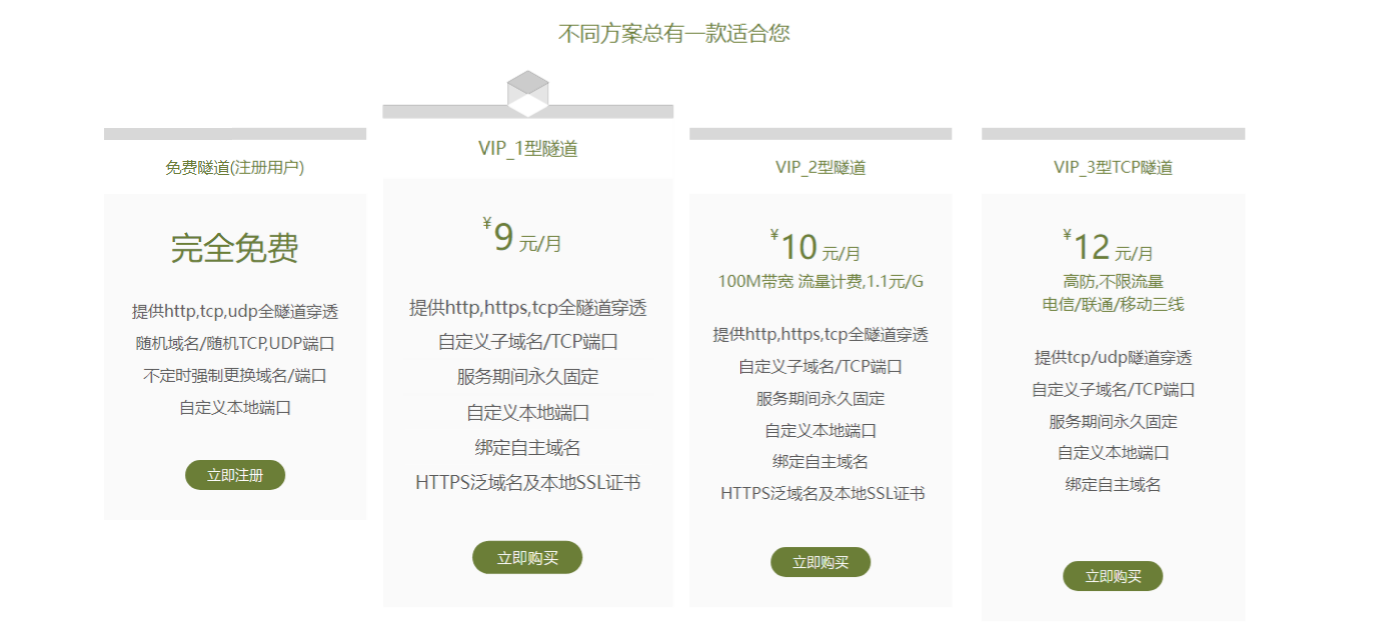 不同方案总有一款适合您
免费隧道(注册用户)
完全免费
提供http,tcp,udp全隧道穿透
随机域名/随机TCP,UDP端口
不定时强制更换域名/端口
自定义本地端口
立即注册
VIP_1型隧道
¥9 元/月
提供http,https,tcp全隧道穿透
自定义子域名/TCP端口
服务期间永久固定
自定义本地端口
绑定自主域名
HTTPS泛域名及本地SSL证书
立即购买
VIP_2型隧道
¥10 元/月
100M带宽 流量计费,1.1元/G
提供http,https,tcp全隧道穿透
自定义子域名/TCP端口
服务期间永久固定
自定义本地端口
绑定自主域名
HTTPS泛域名及本地SSL证书
立即购买
VIP_3型TCP隧道
¥12 元/月
高防,不限流量
电信/联通/移动三线
提供tcp/udp隧道穿透
自定义子域名/TCP端口
服务期间永久固定
自定义本地端口
绑定自主域名
立即购买